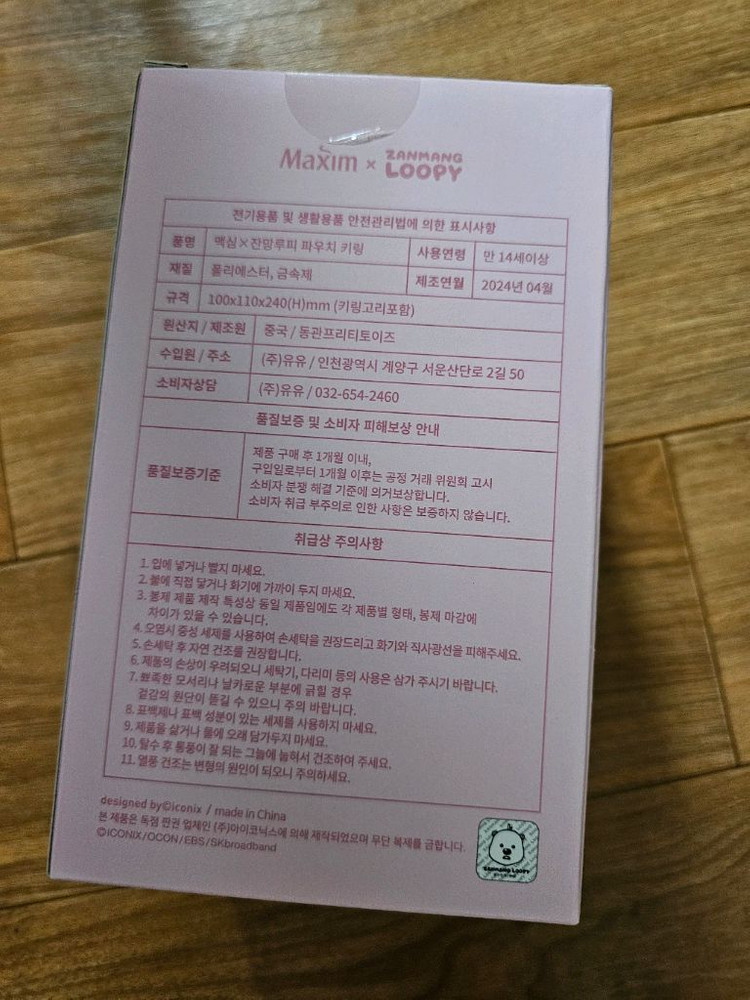 Maxim × ZANMANG LOOPY
전기용품 및 생활용품 안전관리법에 의한 표시사항
품명 맥심×잔망루피 파우치 키링 사용연령 만 14세이상
재질 폴리에스터, 금속제 제조연월 2024년 04월
규격 100x110x240(H)mm (키링고리포함)
원산지 / 제조원 중국 / 동관프리티토이즈
수입원 / 주소 (주)유유 / 인천광역시 계양구 서운산단로 2길 50
소비자상담 (주)유유 / 032-654-2460
품질보증 및 소비자 피해보상 안내
품질보증기준
제품 구매 후 1개월 이내,
구입일로부터 1개월 이후는 공정 거래 위원회 고시
소비자 분쟁 해결 기준에 의거보상합니다.
소비자 취급 부주의로 인한 사항은 보증하지 않습니다.
취급상 주의사항
1. 입에 넣거나 빨지 마세요.
2. 불에 직접 닿거나 화기에 가까이 두지 마세요.
3. 봉제 제품 제작 특성상 동일 제품임에도 각 제품별 형태, 봉제 마감에
차이가 있을 수 있습니다.
4. 오염시 중성 세제를 사용하여 손세탁을 권장드리고 화기와 직사광선을 피해주세요.
5. 손세탁 후 자연 건조를 권장합니다.
6. 제품의 손상이 우려되오니 세탁기, 다리미 등의 사용은 삼가 주시기 바랍니다.
7. 뾰족한 모서리나 날카로운 부분에 긁힐 경우
겉감의 원단이 뜯길 수 있으니 주의 바랍니다.
8. 표백제나 표백 성분이 있는 세제를 사용하지 마세요.
9. 제품을 삶거나 물에 오래 담가두지 마세요.
10. 탈수 후 통풍이 잘 되는 그늘에 눕혀서 건조하여 주세요.
11. 열풍 건조는 변형의 원인이 되오니 주의하세요.
designed by©iconix / made in China
본 제품은 독점 판권 업체인 (주)아이코닉스에 의해 제작되었으며 무단 복제를 금합니다.
©ICONIX/OCON/EBS/SKbroadband
ZANMANG LOOPY